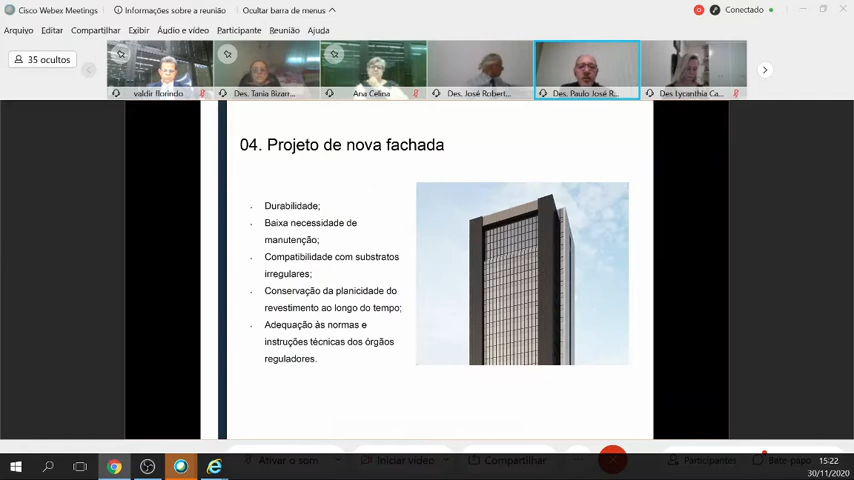 Cisco Webex Meetings
Informações sobre a reunião
Ocultar barra de menus
Conectado
Arquivo Editar Compartilhar Exibir Áudio e vídeo Participante Reunião Ajuda
35 ocultos
valdir florindo
Des. Tania Bizarr...
Ana Celina
Des. José Robert...
Des. Paulo José R...
Des Lycanthia Ca...
04. Projeto de nova fachada
Durabilidade;
Baixa necessidade de
manutenção;
Compatibilidade com substratos
irregulares;
Conservação da planicidade do
revestimento ao longo do tempo;
Adequação às normas e
instruções técnicas dos órgãos
reguladores.
Ativar o som
Iniciar vídeo
Compartilhar
Participantes
Bate-papo
15:22
30/11/2020